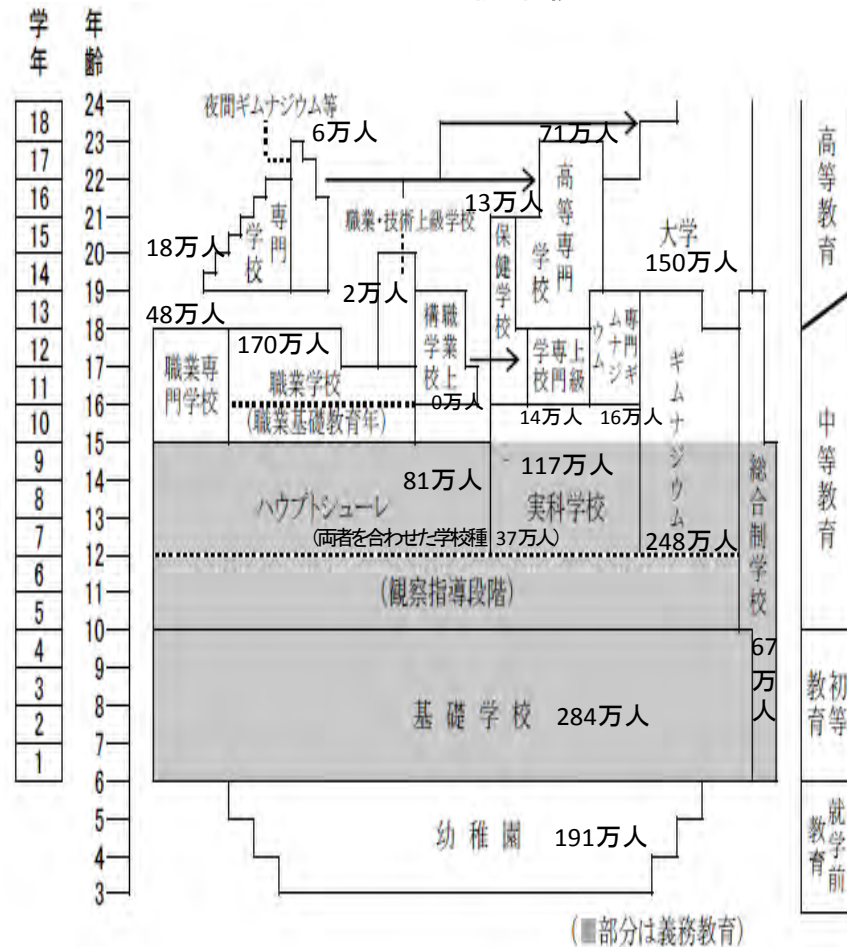 学年
年齢
18
17
16
15
14
13
12
11
10
9
8
7
6
5
4
3
2
1
24
23
22
21
20
19
18
17
16
15
14
13
12
11
10
9
8
7
6
5
4
3
夜間ギムナジウム等
6万人
71万人
専門学校
18万人
職業・技術上級学校
13万人
高等専門学校
保健学校
大学
150万人
2万人
48万人
170万人
職業専門学校
職業学校
(職業基礎教育年)
職業上構学校
0万人
上級専門学校
14万人
専門ギムナジウム
16万人
ギムナジウム
248万人
81万人
ハウプトシューレ
117万人
実科学校
(両者を合わせた学校種 37万人)
総合制学校
67万人
(観察指導段階)
基礎学校 284万人
幼稚園 191万人
高等教育
中等教育
初等教育
就学前教育
(■部分は義務教育)